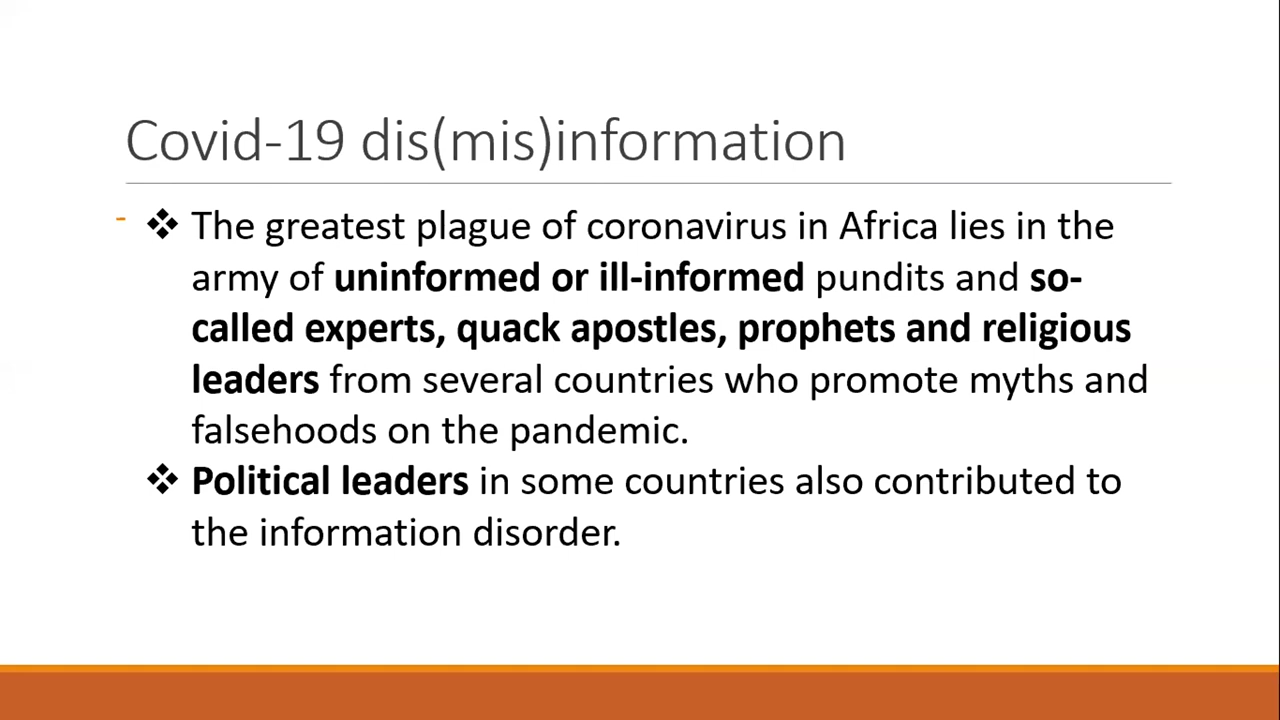 Covid-19 dis(mis)information
- ❖ The greatest plague of coronavirus in Africa lies in the
army of uninformed or ill-informed pundits and so-
called experts, quack apostles, prophets and religious
leaders from several countries who promote myths and
falsehoods on the pandemic.
❖ Political leaders in some countries also contributed to
the information disorder.